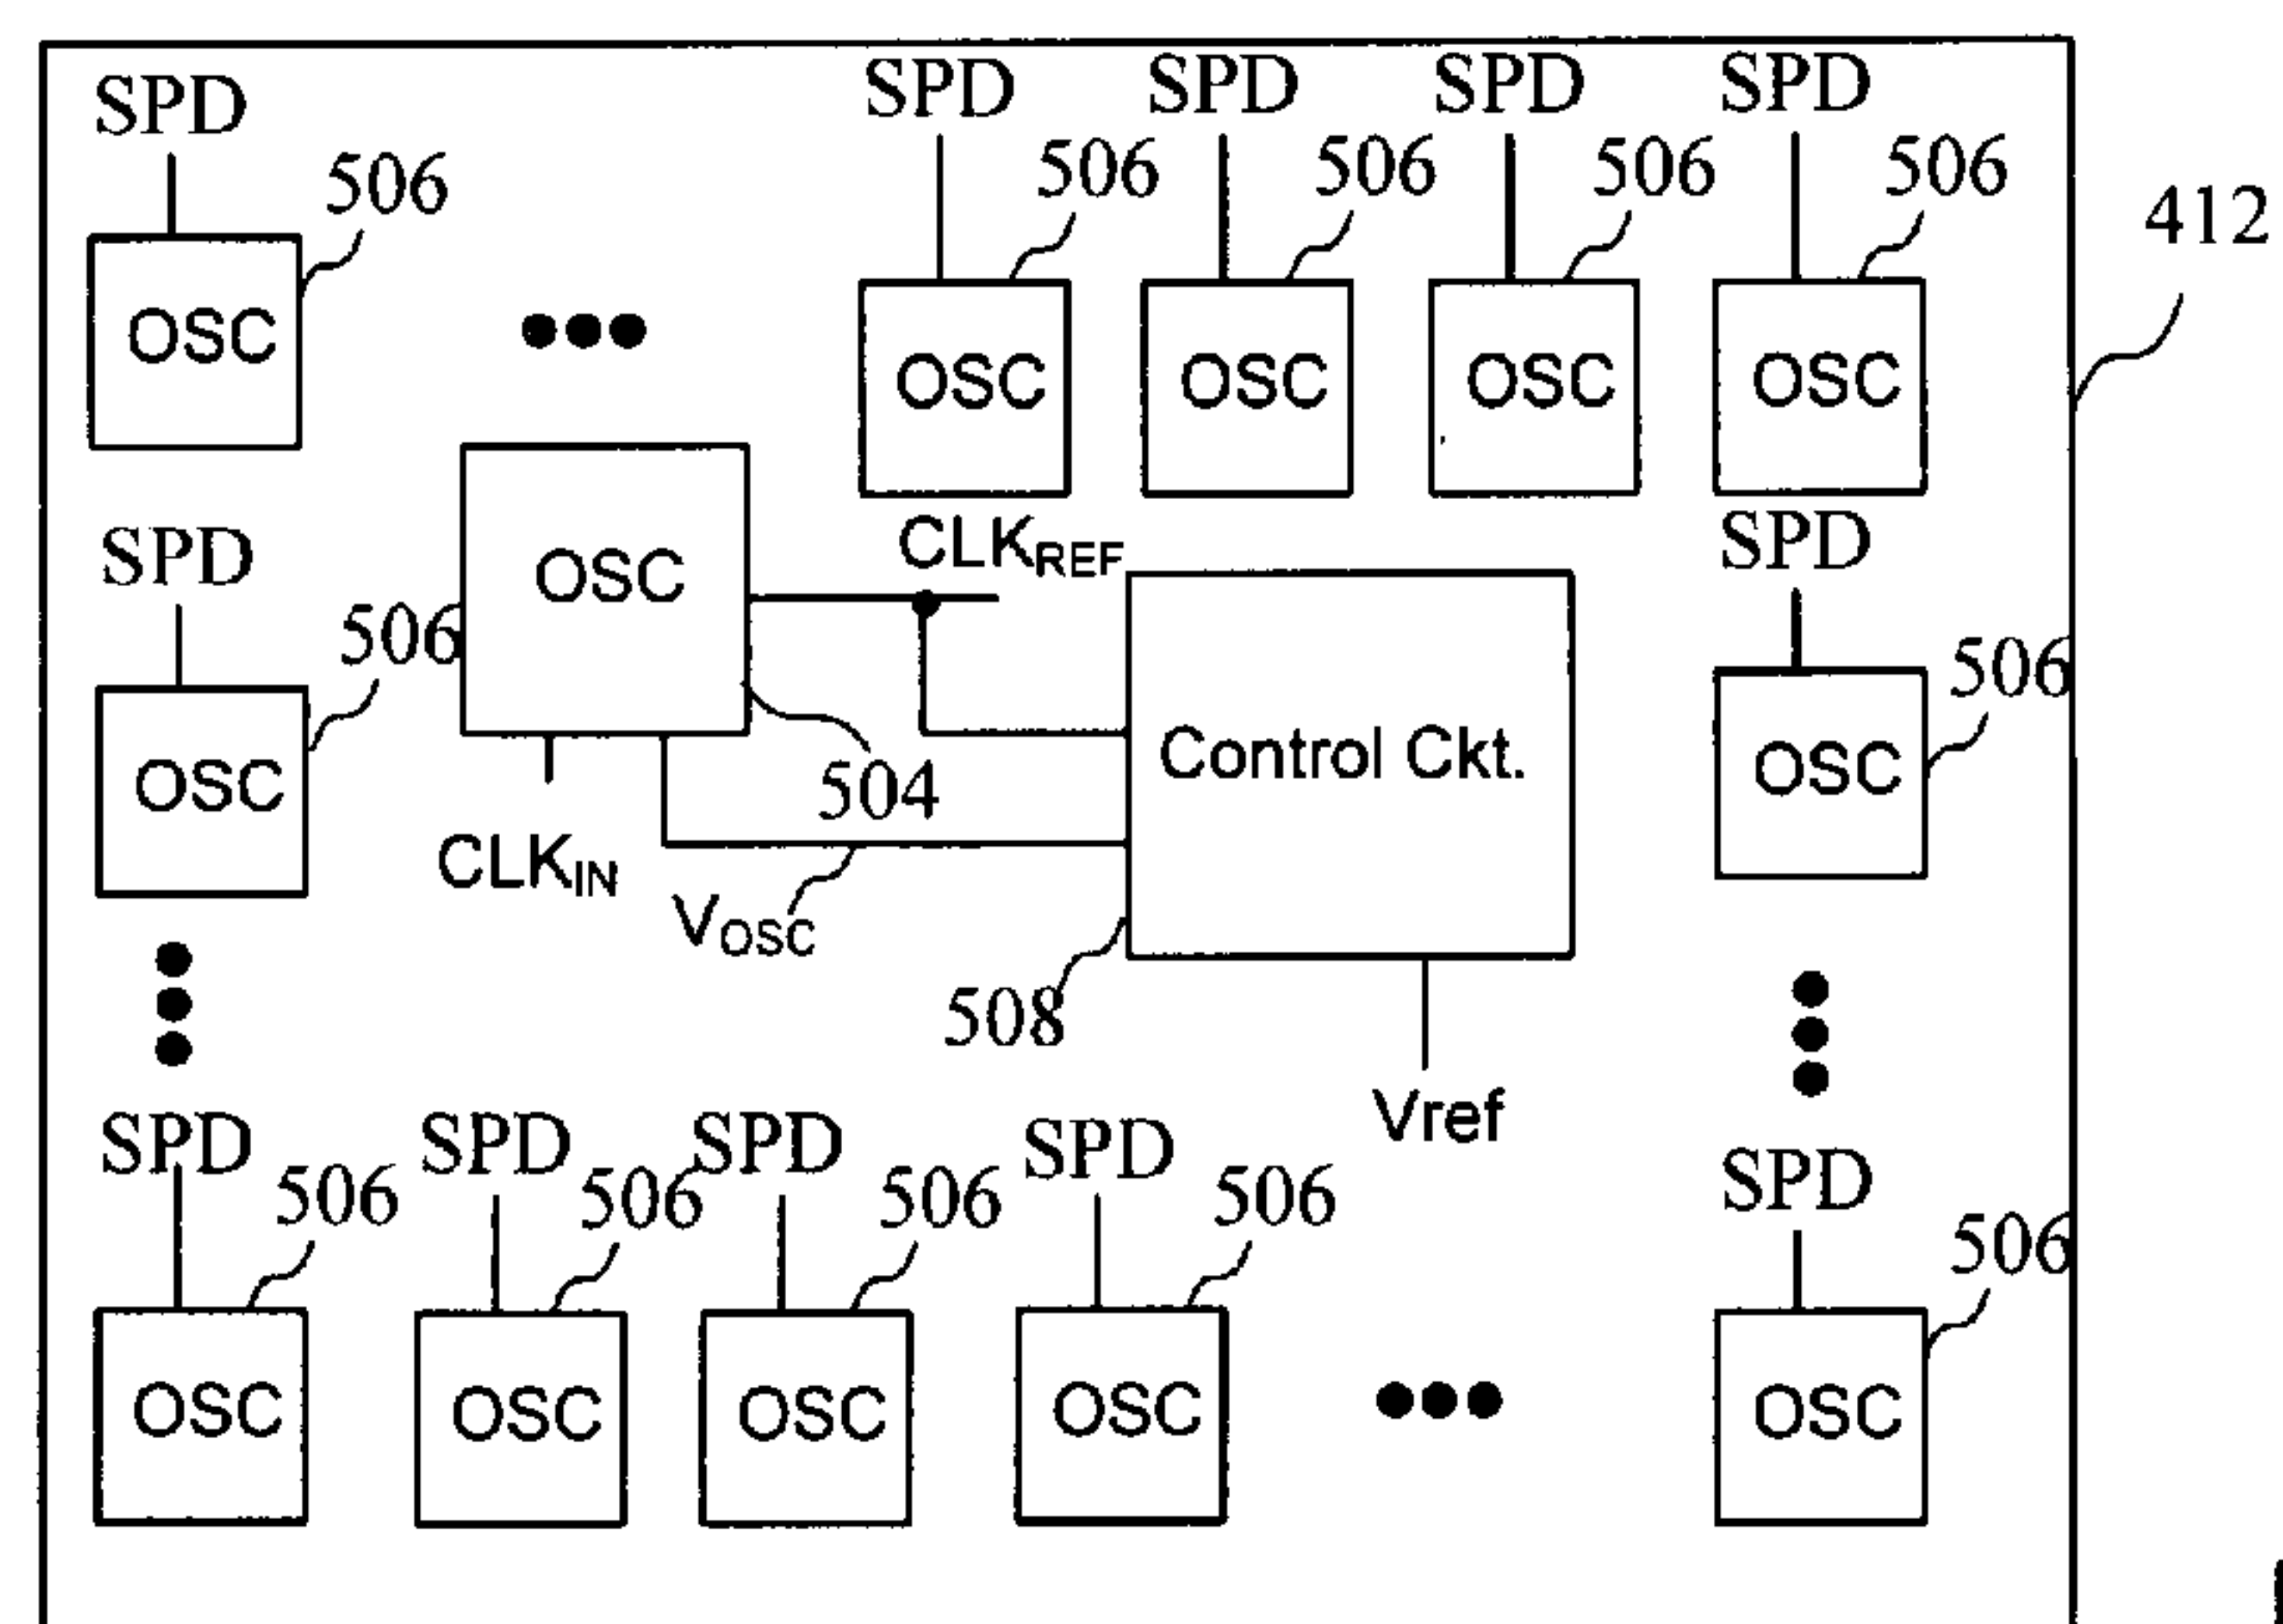 SPD SPD SPD SPD SPD
506 506 506 506 506
412
OSC OSC OSC OSC OSC
SPD CLKREF SPD
OSC
506 506
Control Ckt.
OSC 504 OSC
CLKIN
VOSC
508
Vref
SPD SPD SPD SPD SPD
506 506 506 506 506
OSC OSC OSC OSC OSC